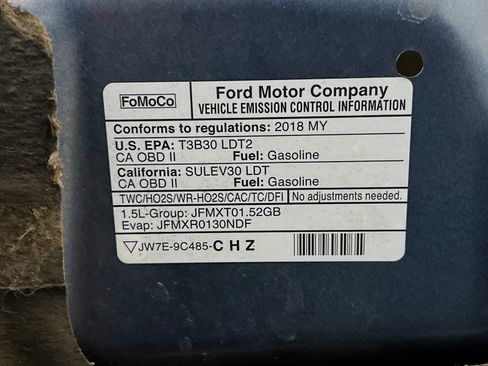 FoMoCo
Ford Motor Company
VEHICLE EMISSION CONTROL INFORMATION
Conforms to regulations: 2018 MY
U.S. EPA: T3B30 LDT2
CA OBD II Fuel: Gasoline
California: SULEV30 LDT
CA OBD II Fuel: Gasoline
TWC/HO2S/WR-HO2S/CAC/TC/DFI No adjustments needed.
1.5L-Group: JFMXT01.52GB
Evap: JFMXR0130NDF
JW7E-9C485-C H Z